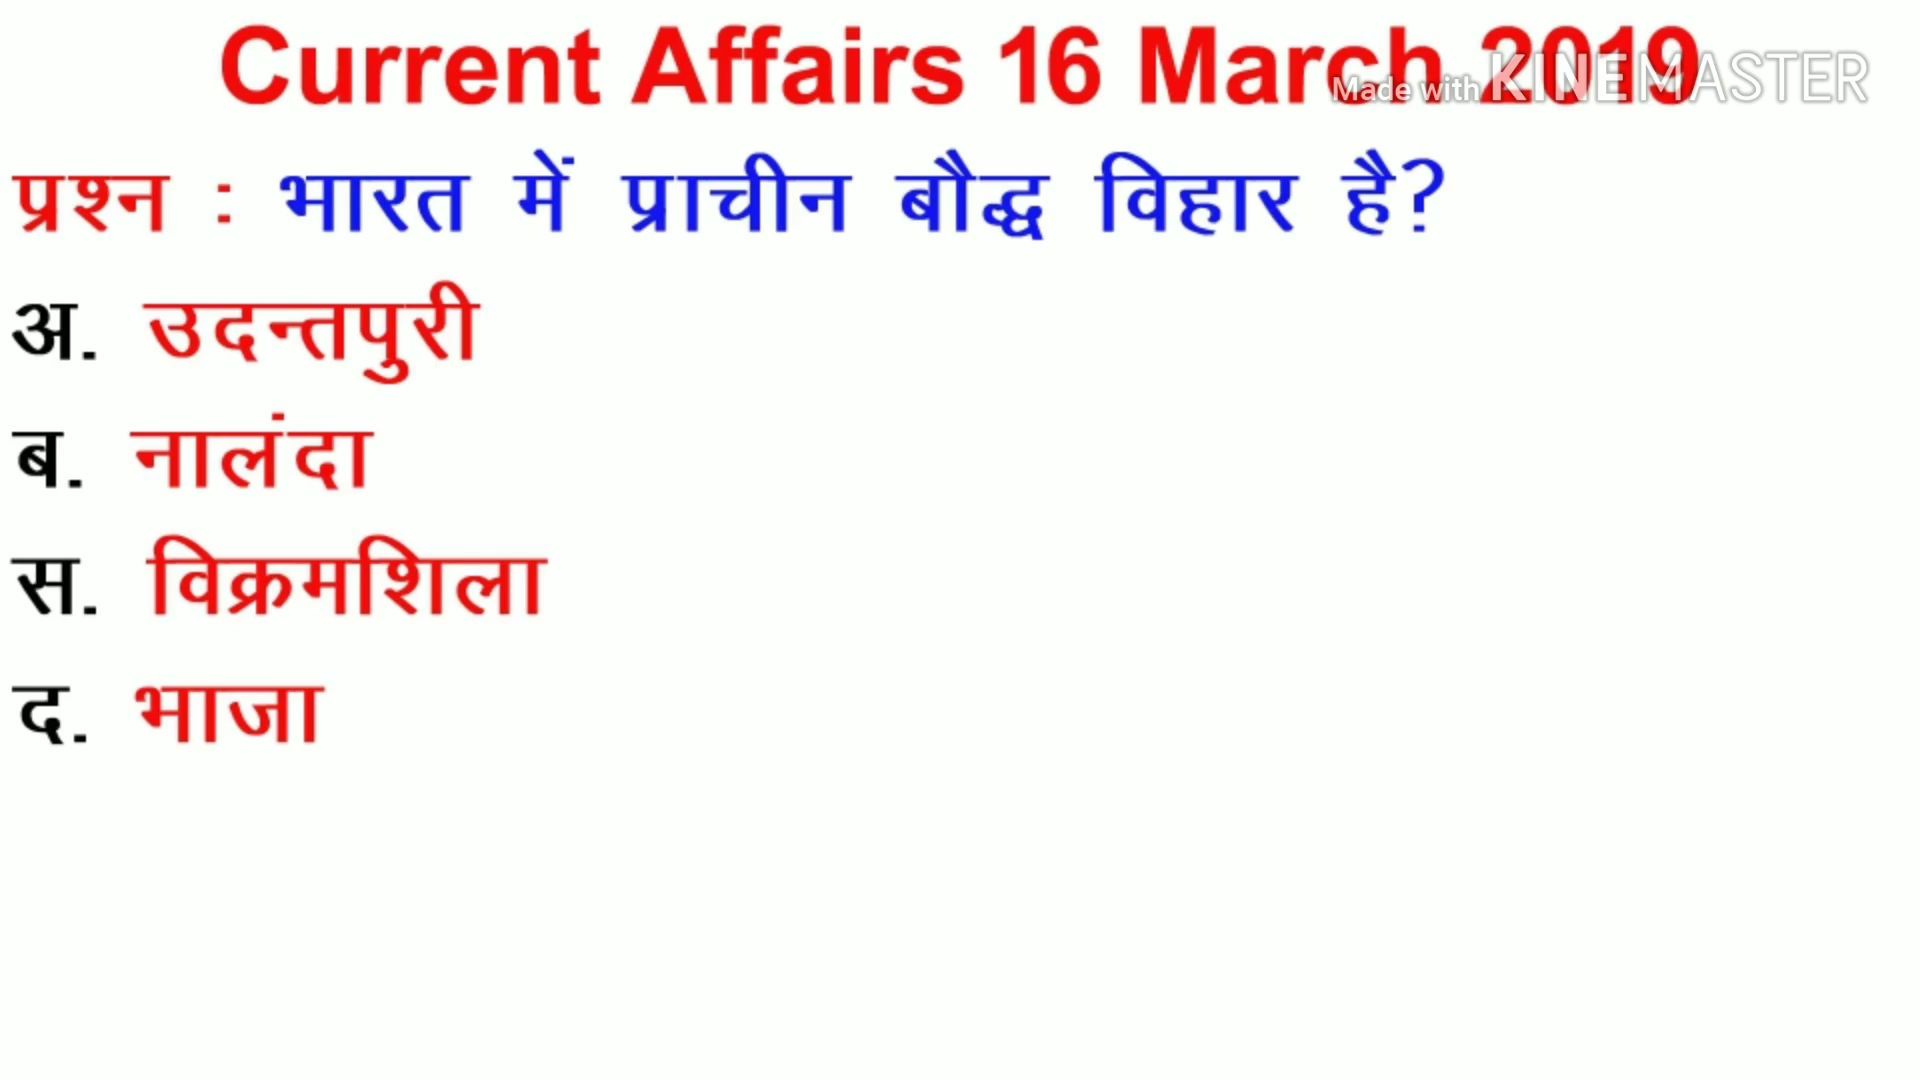 Current Affairs 16 March 2019
Made with KINEMASTER
प्रश्न : भारत में प्राचीन बौद्ध विहार है?
अ. उदन्तपुरी
ब. नालंदा
स. विक्रमशिला
द. भाजा